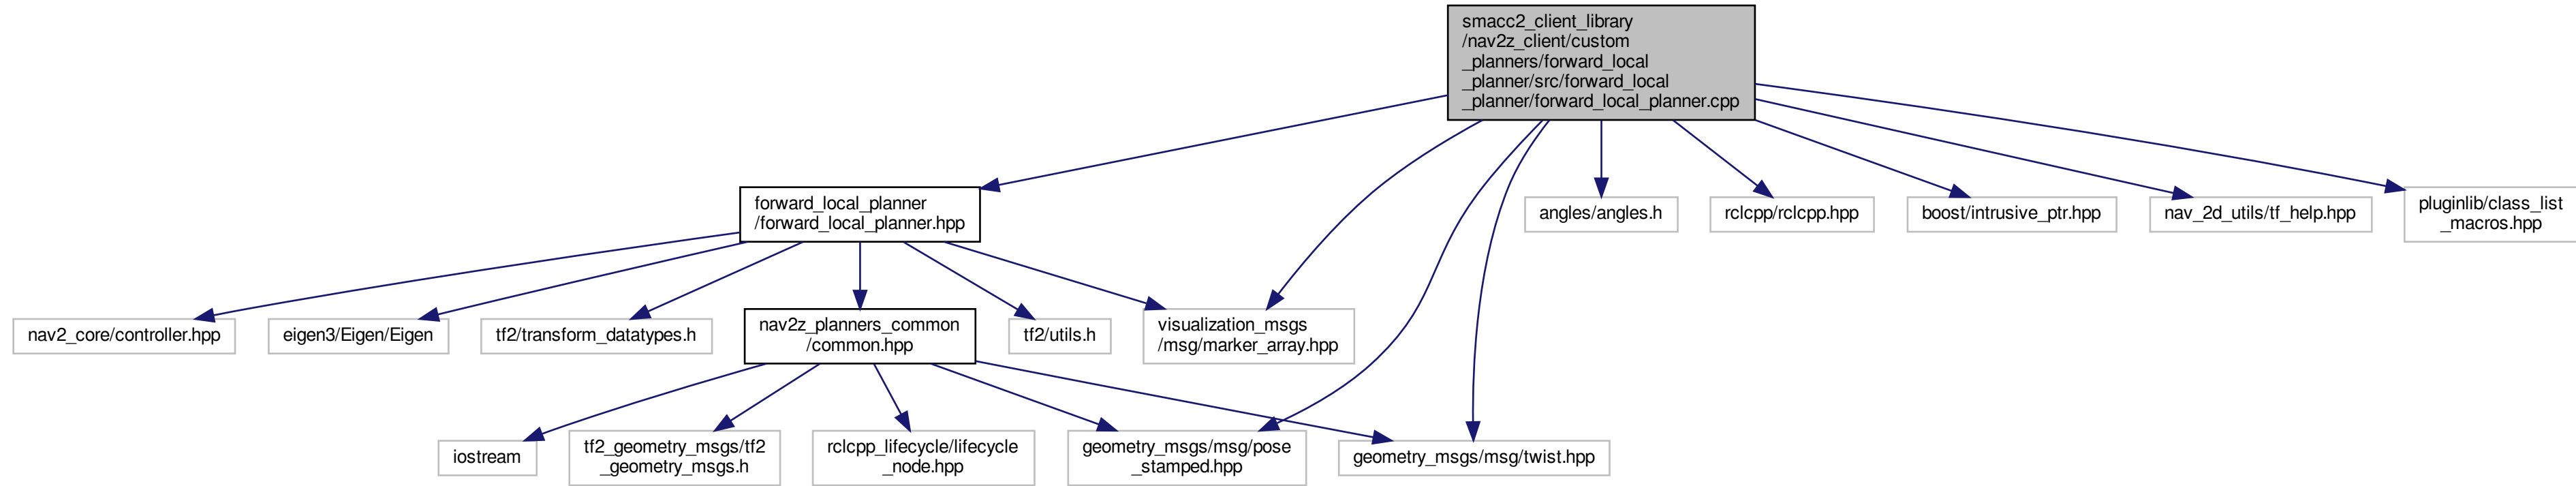 smacc2_client_library
/nav2z_client/custom
_planners/forward_local
_planner/src/forward_local
_planner/forward_local_planner.cpp
forward_local_planner
/forward_local_planner.hpp
angles/angles.h
rclcpp/rclcpp.hpp
boost/intrusive_ptr.hpp
nav_2d_utils/tf_help.hpp
pluginlib/class_list
_macros.hpp
nav2_core/controller.hpp
eigen3/Eigen/Eigen
tf2/transform_datatypes.h
nav2z_planners_common
/common.hpp
tf2/utils.h
visualization_msgs
/msg/marker_array.hpp
iostream
tf2_geometry_msgs/tf2
_geometry_msgs.h
rclcpp_lifecycle/lifecycle
_node.hpp
geometry_msgs/msg/pose
_stamped.hpp
geometry_msgs/msg/twist.hpp